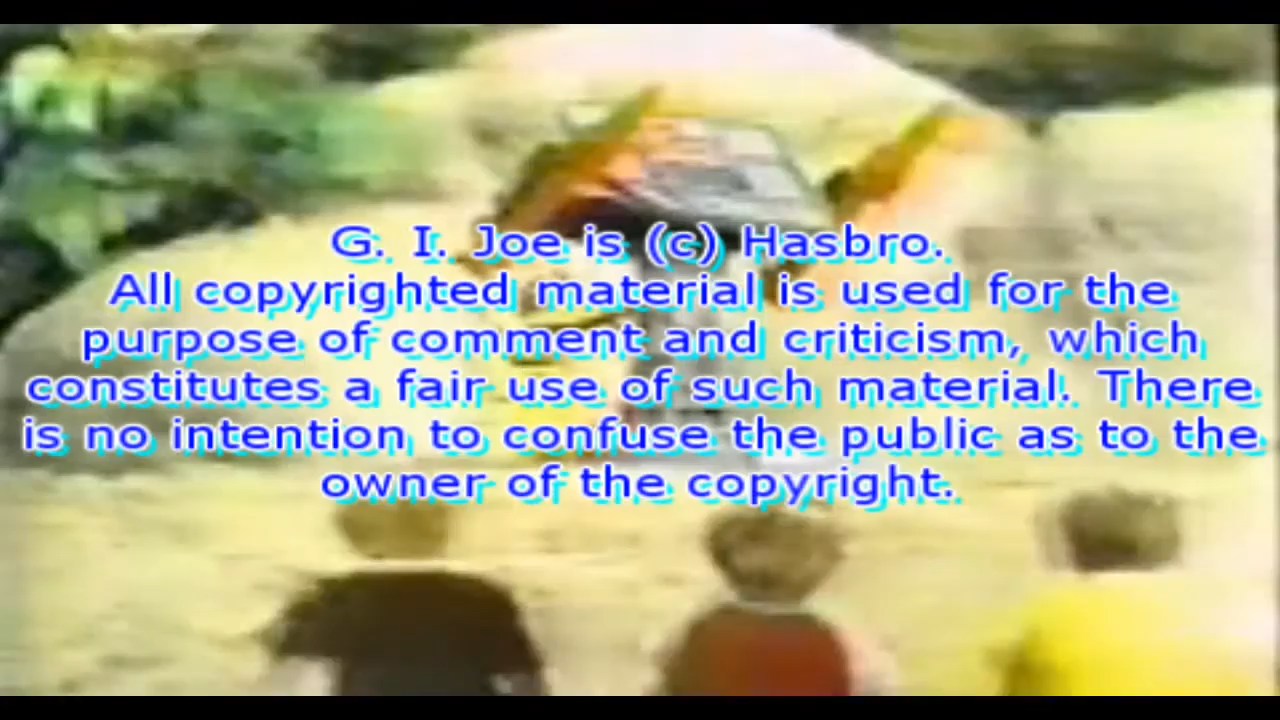 G. I. Joe is (c) Hasbro.
All copyrighted material is used for the
purpose of comment and criticism, which
constitutes a fair use of such material. There
is no intention to confuse the public as to the
owner of the copyright.